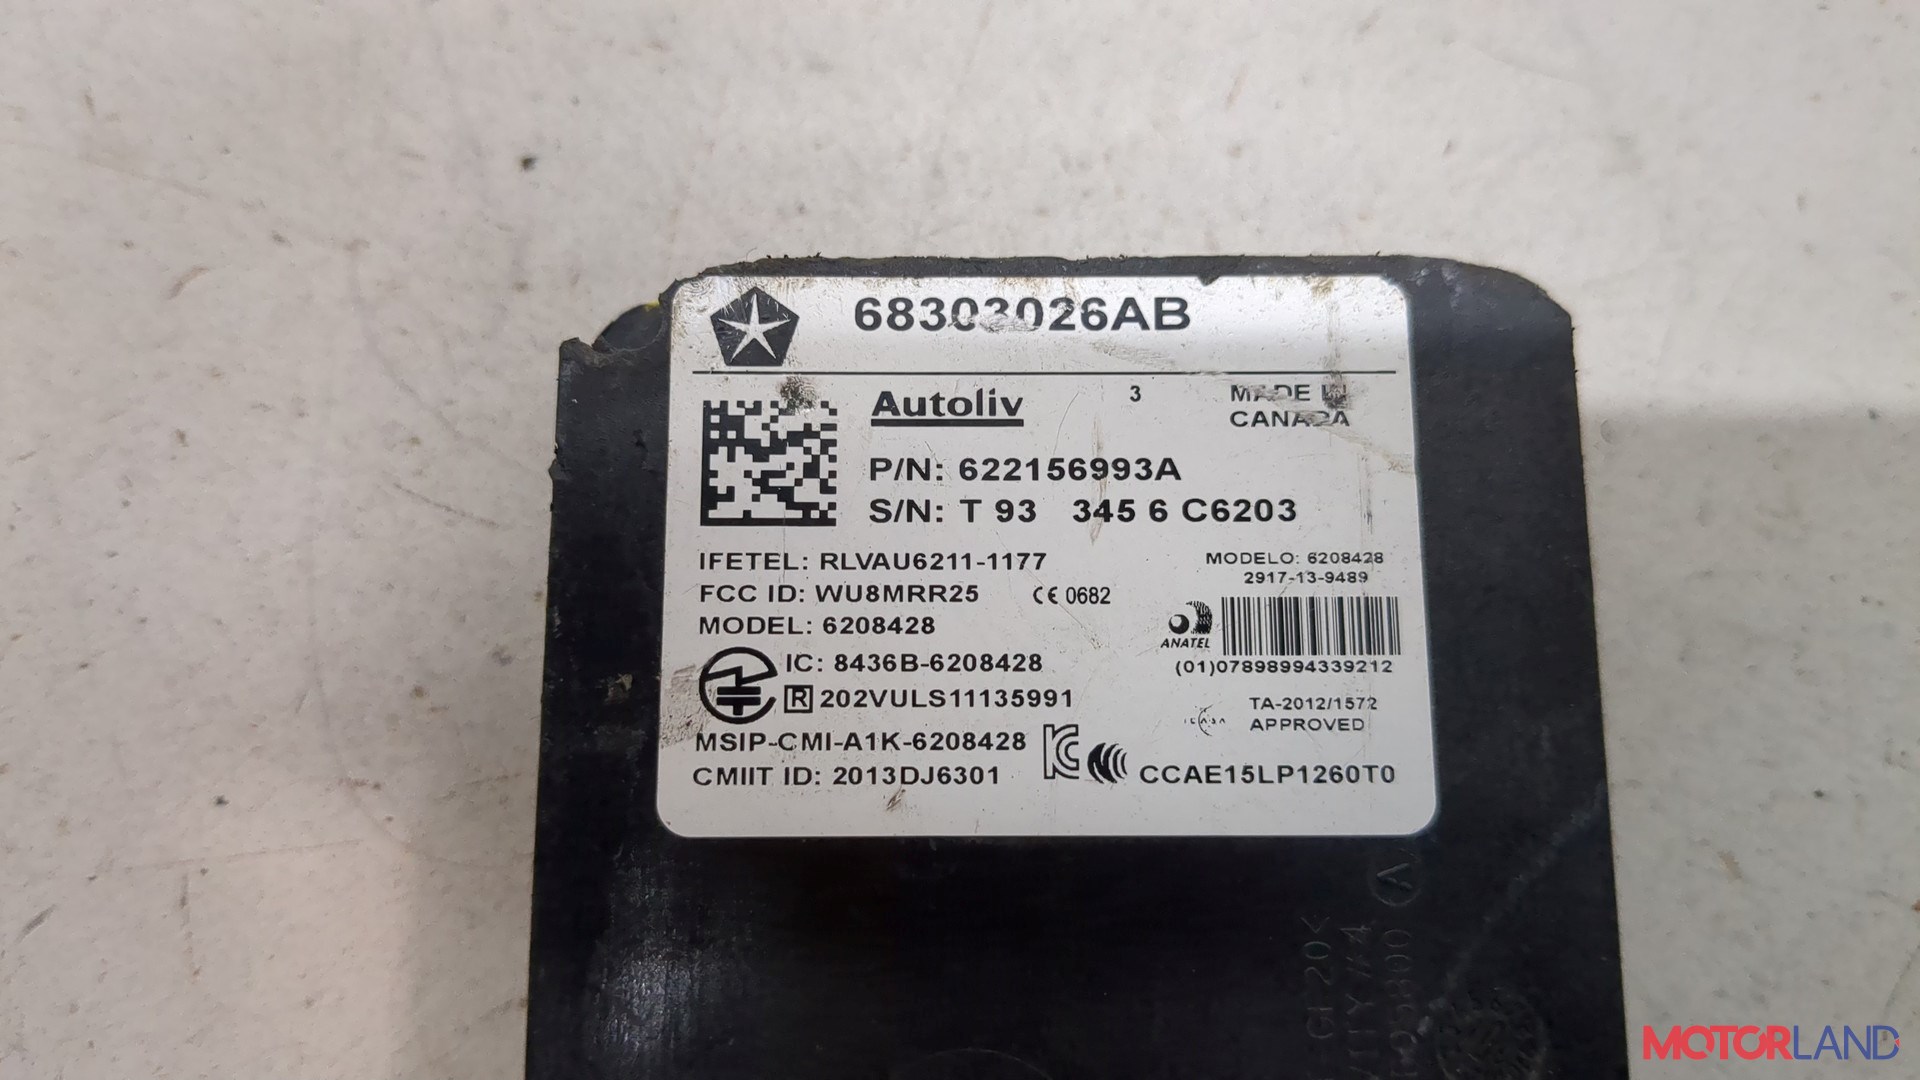 68303026AB
Autoliv
3
MADE IN
CANADA
P/N: 622156993A
S/N: T 93 345 6 C6203
IFETEL: RLVAU6211-1177
MODELO: 6208428
2917-13-9489
FCC ID: WU8MRR25
CE 0682
MODEL: 6208428
ANATEL
(01)07898994339212
IC: 8436B-6208428
R 202VULS11135991
ICASA
TA-2012/1572
APPROVED
MSIP-CMI-A1K-6208428
CMIIT ID: 2013DJ6301
CCAE15LP1260T0
MOTORLAND